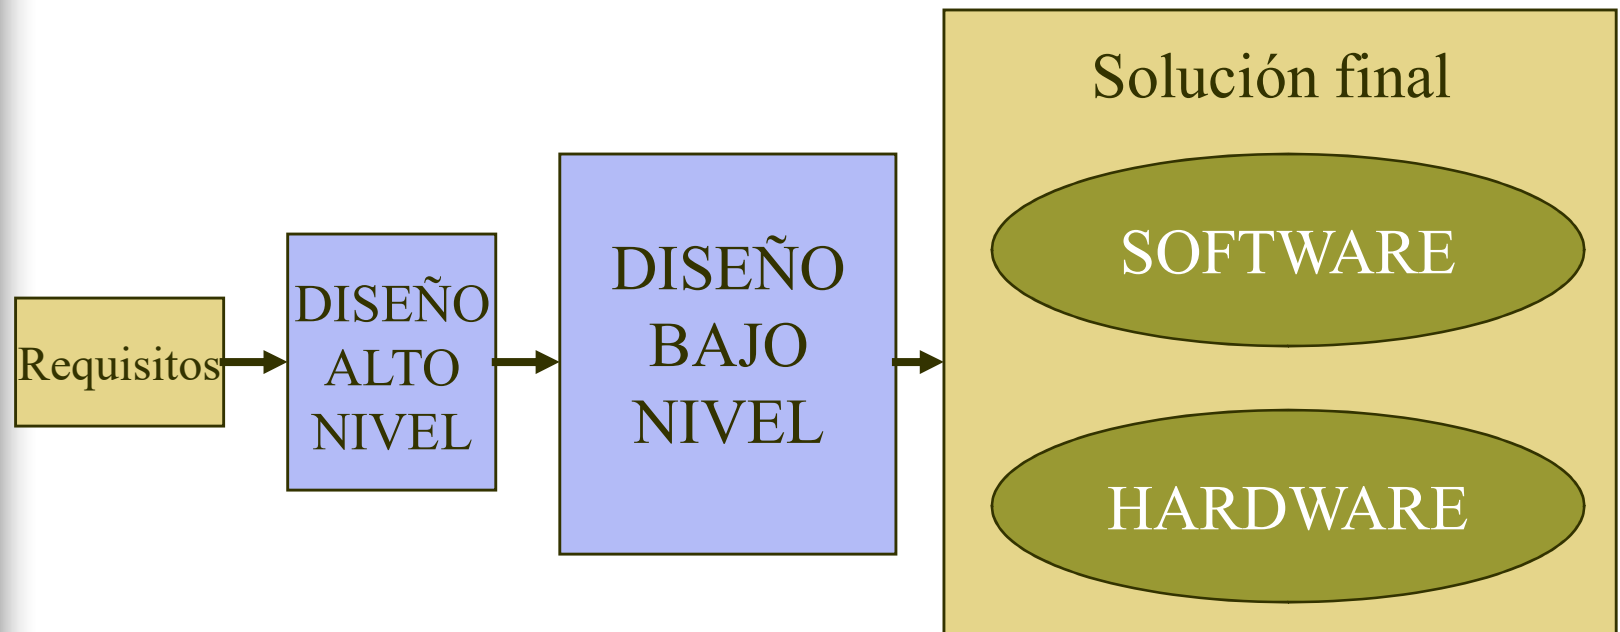 Requisitos
DISEÑO
ALTO
NIVEL
DISEÑO
BAJO
NIVEL
Solución final
SOFTWARE
HARDWARE